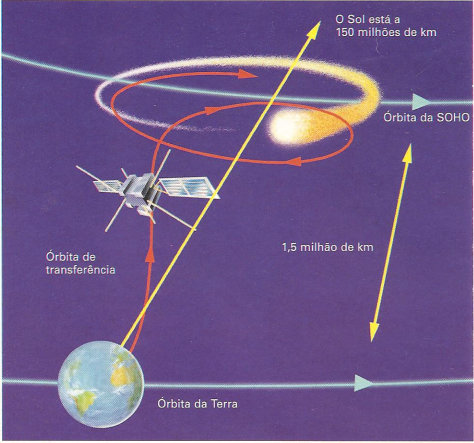 O Sol está a
150 milhões de km
Órbita da SOHO
1,5 milhão de km
Órbita de
transferência
Órbita da Terra